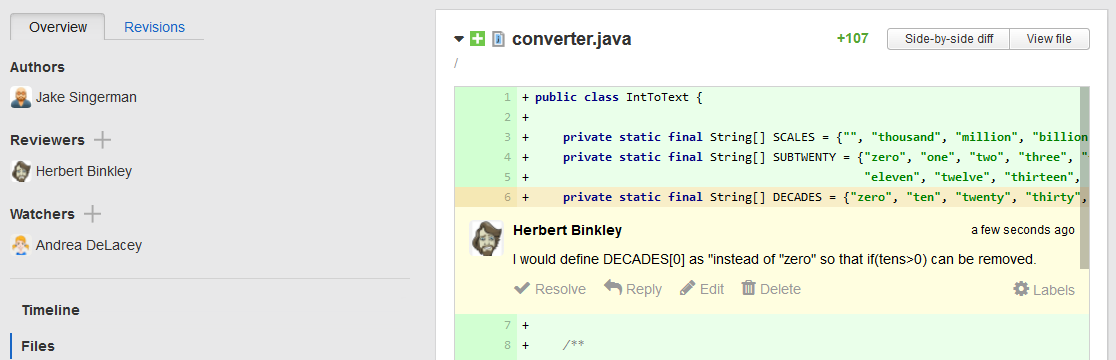 Overview
Revisions
Authors
Jake Singerman
Reviewers
Herbert Binkley
Watchers
Andrea DeLacey
Timeline
Files
converter.java
+107
Side-by-side diff
View file
/
1 + public class IntToText {
2 +
3 + private static final String[] SCALES = {"", "thousand", "million", "billion
4 + private static final String[] SUBTWENTY = {"zero", "one", "two", "three", "
5 + "eleven", "twelve", "thirteen",
6 + private static final String[] DECADES = {"zero", "ten", "twenty", "thirty",
Herbert Binkley
a few seconds ago
I would define DECADES[0] as "instead of "zero" so that if(tens>0) can be removed.
Resolve
Reply
Edit
Delete
Labels
7 +
8 + /**